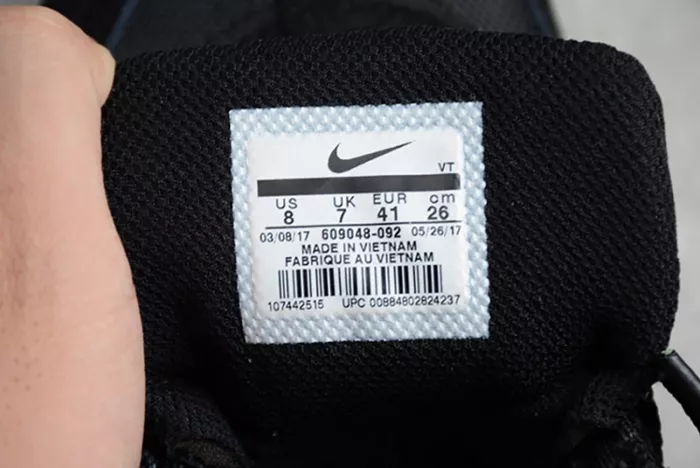 VT
US UK EUR cm
8 7 41 26
03/08/17 609048-092 05/26/17
MADE IN VIETNAM
FABRIQUE AU VIETNAM
107442515 UPC 00884802824237